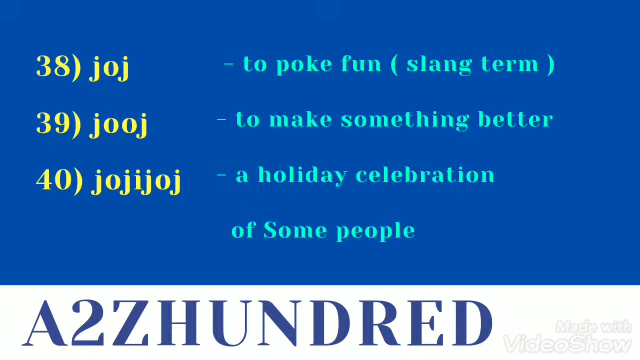 38) joj - to poke fun ( slang term )
39) jooj - to make something better
40) jojijoj - a holiday celebration
of Some people
A2ZHUNDRED
Made with
VideoShow